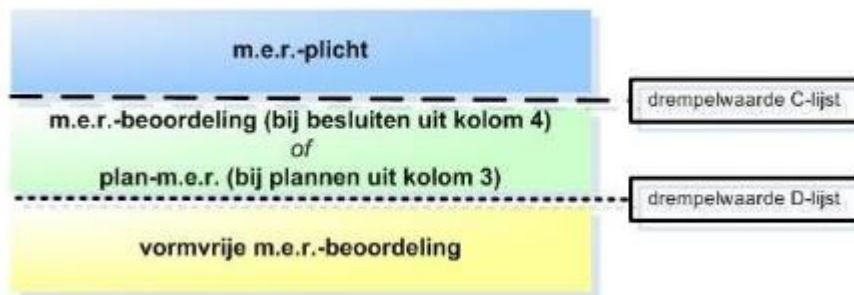 m.e.r.-plicht
drempelwaarde C-lijst
m.e.r.-beoordeling (bij besluiten uit kolom 4)
of
plan-m.e.r. (bij plannen uit kolom 3)
drempelwaarde D-lijst
vormvrije m.e.r.-beoordeling